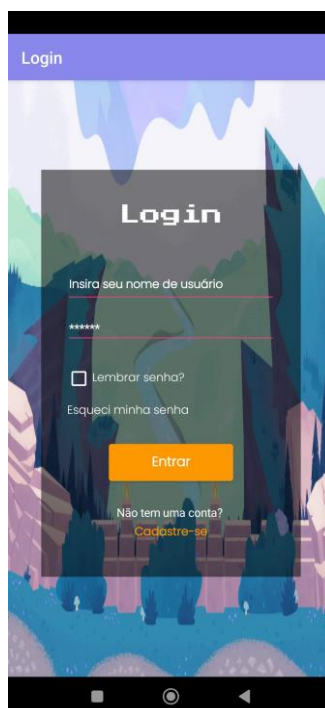 Login
Login
Insira seu nome de usuário
******
Lembrar senha?
Esqueci minha senha
Entrar
Não tem uma conta?
Cadastre-se